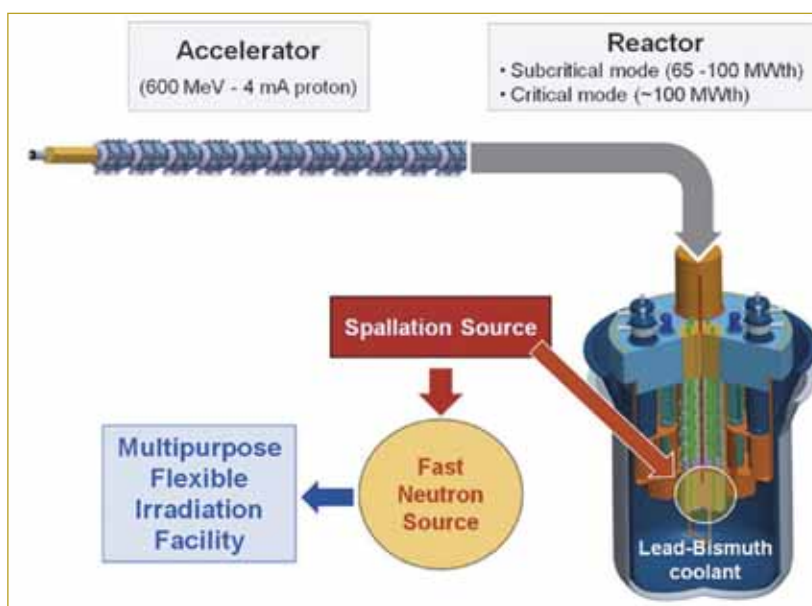 Accelerator
(600 MeV - 4 mA proton)
Reactor
• Subcritical mode (65 -100 MWth)
• Critical mode (~100 MWth)
Spallation Source
Fast
Neutron
Source
Multipurpose
Flexible
Irradiation
Facility
Lead-Bismuth
coolant